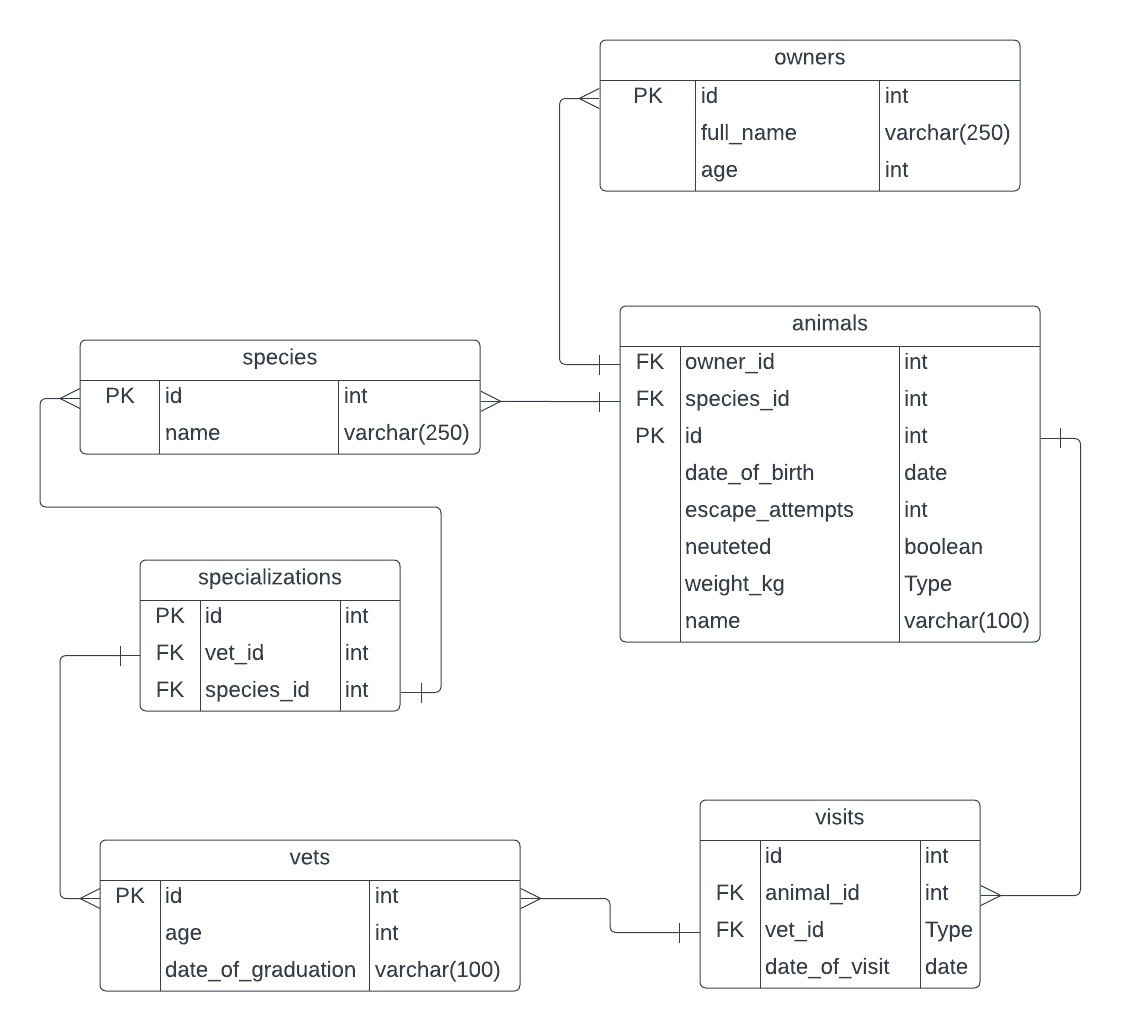 owners
PK id int
full_name varchar(250)
age int
animals
FK owner_id int
FK species_id int
PK id int
date_of_birth date
escape_attempts int
neuteted boolean
weight_kg Type
name varchar(100)
species
PK id int
name varchar(250)
specializations
PK id int
FK vet_id int
FK species_id int
vets
PK id int
age int
date_of_graduation varchar(100)
visits
id int
FK animal_id int
FK vet_id Type
date_of_visit date